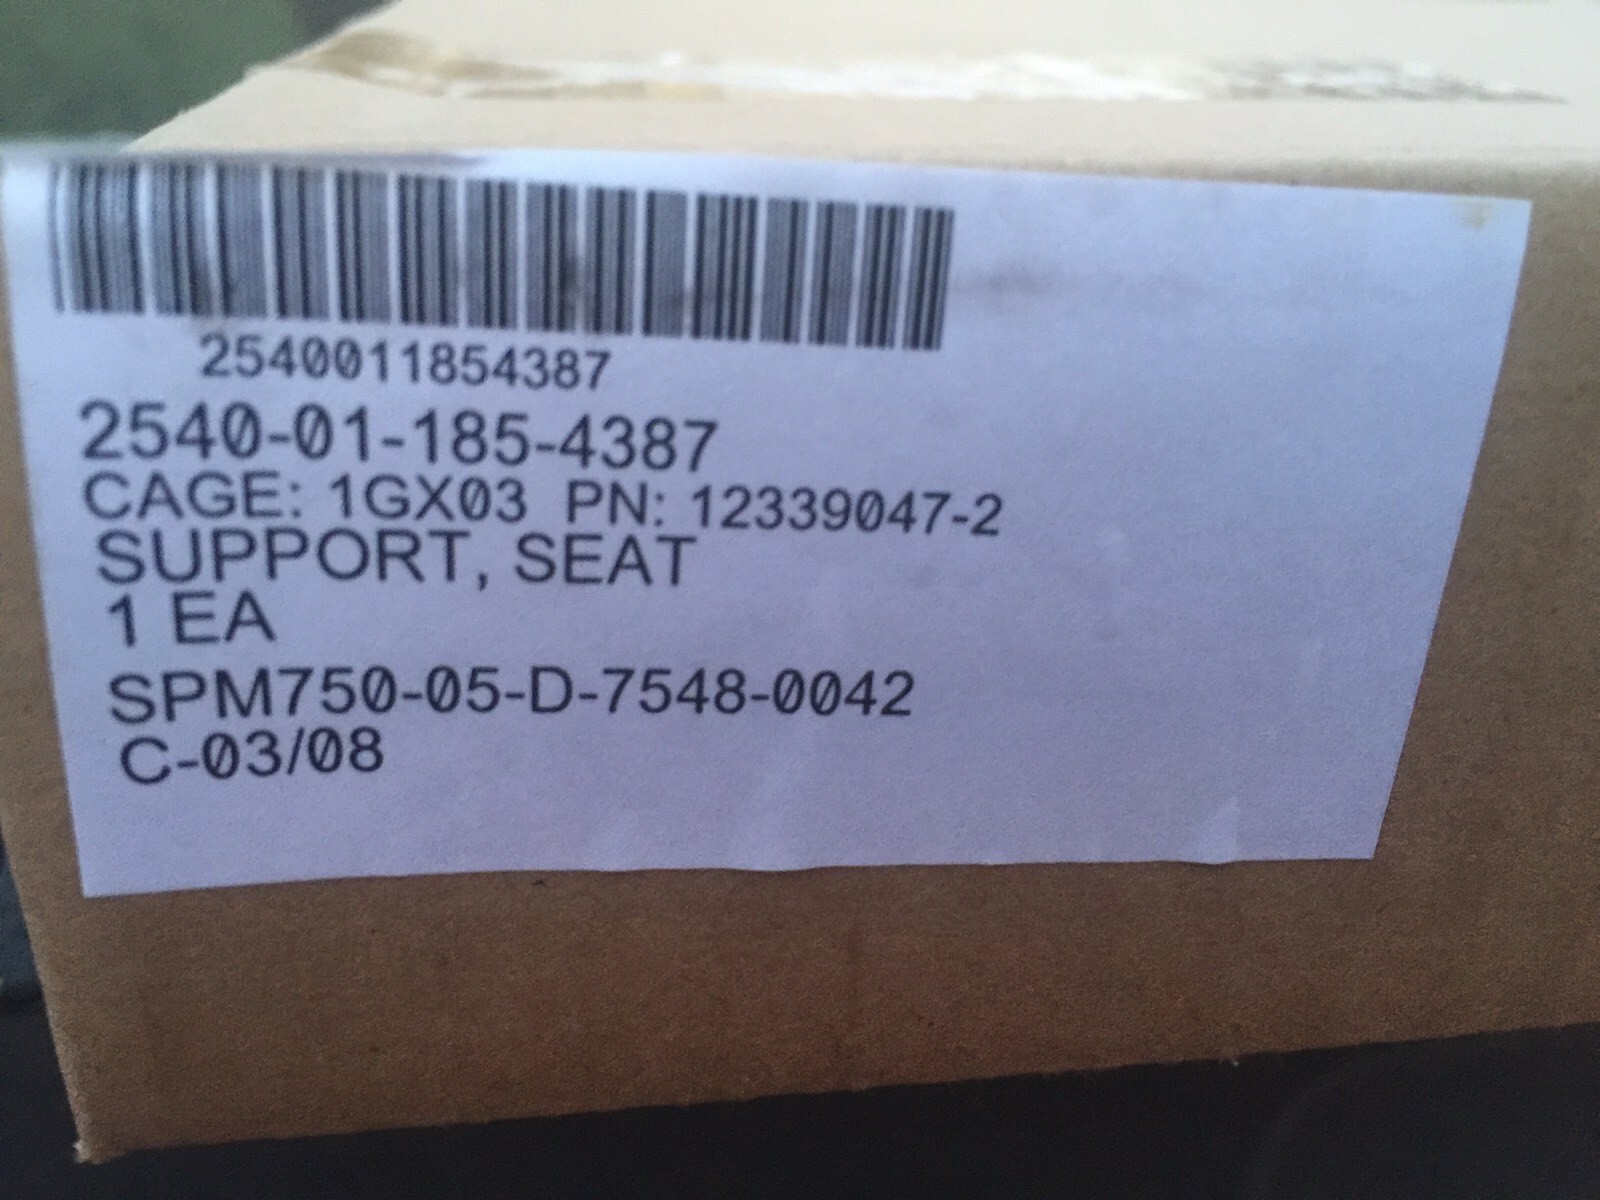 2540011854387
2540-01-185-4387
CAGE: 1GX03 PN: 12339047-2
SUPPORT, SEAT
1 EA
SPM750-05-D-7548-0042
C-03/08